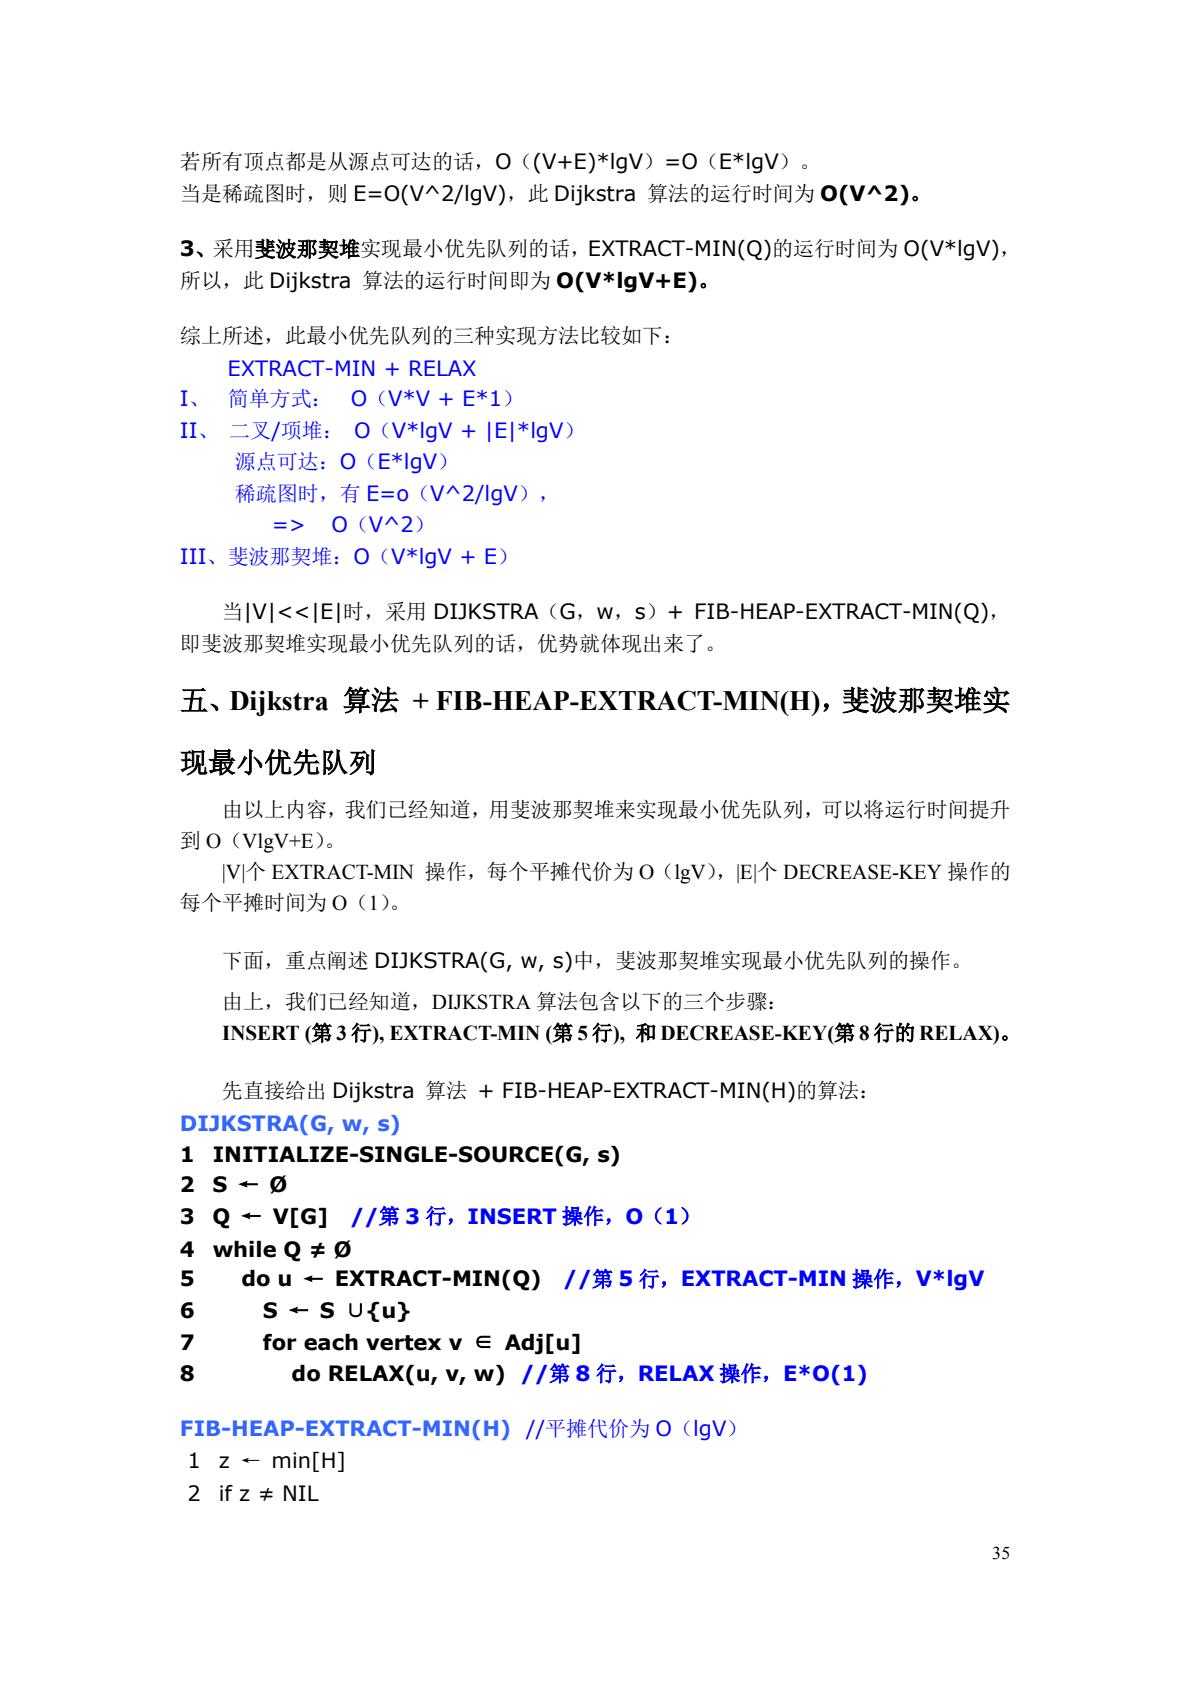 若所有顶点都是从源点可达的话，O（(V+E)*lgV）=O（E*lgV）。
当是稀疏图时，则 E=O(V^2/lgV)，此 Dijkstra 算法的运行时间为 O(V^2)。
3、采用斐波那契堆实现最小优先队列的话，EXTRACT-MIN(Q)的运行时间为 O(V*lgV)，
所以，此 Dijkstra 算法的运行时间即为 O(V*lgV+E)。
综上所述，此最小优先队列的三种实现方法比较如下：
EXTRACT-MIN + RELAX
I、 简单方式： O（V*V + E*1）
II、 二叉/项堆： O（V*lgV + |E|*lgV）
源点可达：O（E*lgV）
稀疏图时，有 E=o（V^2/lgV），
=> O（V^2）
III、斐波那契堆：O（V*lgV + E）
当|V|<<|E|时，采用 DIJKSTRA（G，w，s）+ FIB-HEAP-EXTRACT-MIN(Q)，
即斐波那契堆实现最小优先队列的话，优势就体现出来了。
五、Dijkstra 算法 + FIB-HEAP-EXTRACT-MIN(H)，斐波那契堆实
现最小优先队列
由以上内容，我们已经知道，用斐波那契堆来实现最小优先队列，可以将运行时间提升
到 O（VlgV+E）。
|V|个 EXTRACT-MIN 操作，每个平摊代价为 O（lgV），|E|个 DECREASE-KEY 操作的
每个平摊时间为 O（1）。
下面，重点阐述 DIJKSTRA(G, w, s)中，斐波那契堆实现最小优先队列的操作。
由上，我们已经知道，DIJKSTRA 算法包含以下的三个步骤：
INSERT (第 3 行), EXTRACT-MIN (第 5 行), 和 DECREASE-KEY(第 8 行的 RELAX)。
先直接给出 Dijkstra 算法 + FIB-HEAP-EXTRACT-MIN(H)的算法：
DIJKSTRA(G, w, s)
1 INITIALIZE-SINGLE-SOURCE(G, s)
2 S ← Ø
3 Q ← V[G] //第 3 行，INSERT 操作，O（1）
4 while Q ≠ Ø
5 do u ← EXTRACT-MIN(Q) //第 5 行，EXTRACT-MIN 操作，V*lgV
6 S ← S ∪{u}
7 for each vertex v ∈ Adj[u]
8 do RELAX(u, v, w) //第 8 行，RELAX 操作，E*O(1)
FIB-HEAP-EXTRACT-MIN(H) //平摊代价为 O（lgV）
1 z ← min[H]
2 if z ≠ NIL
35